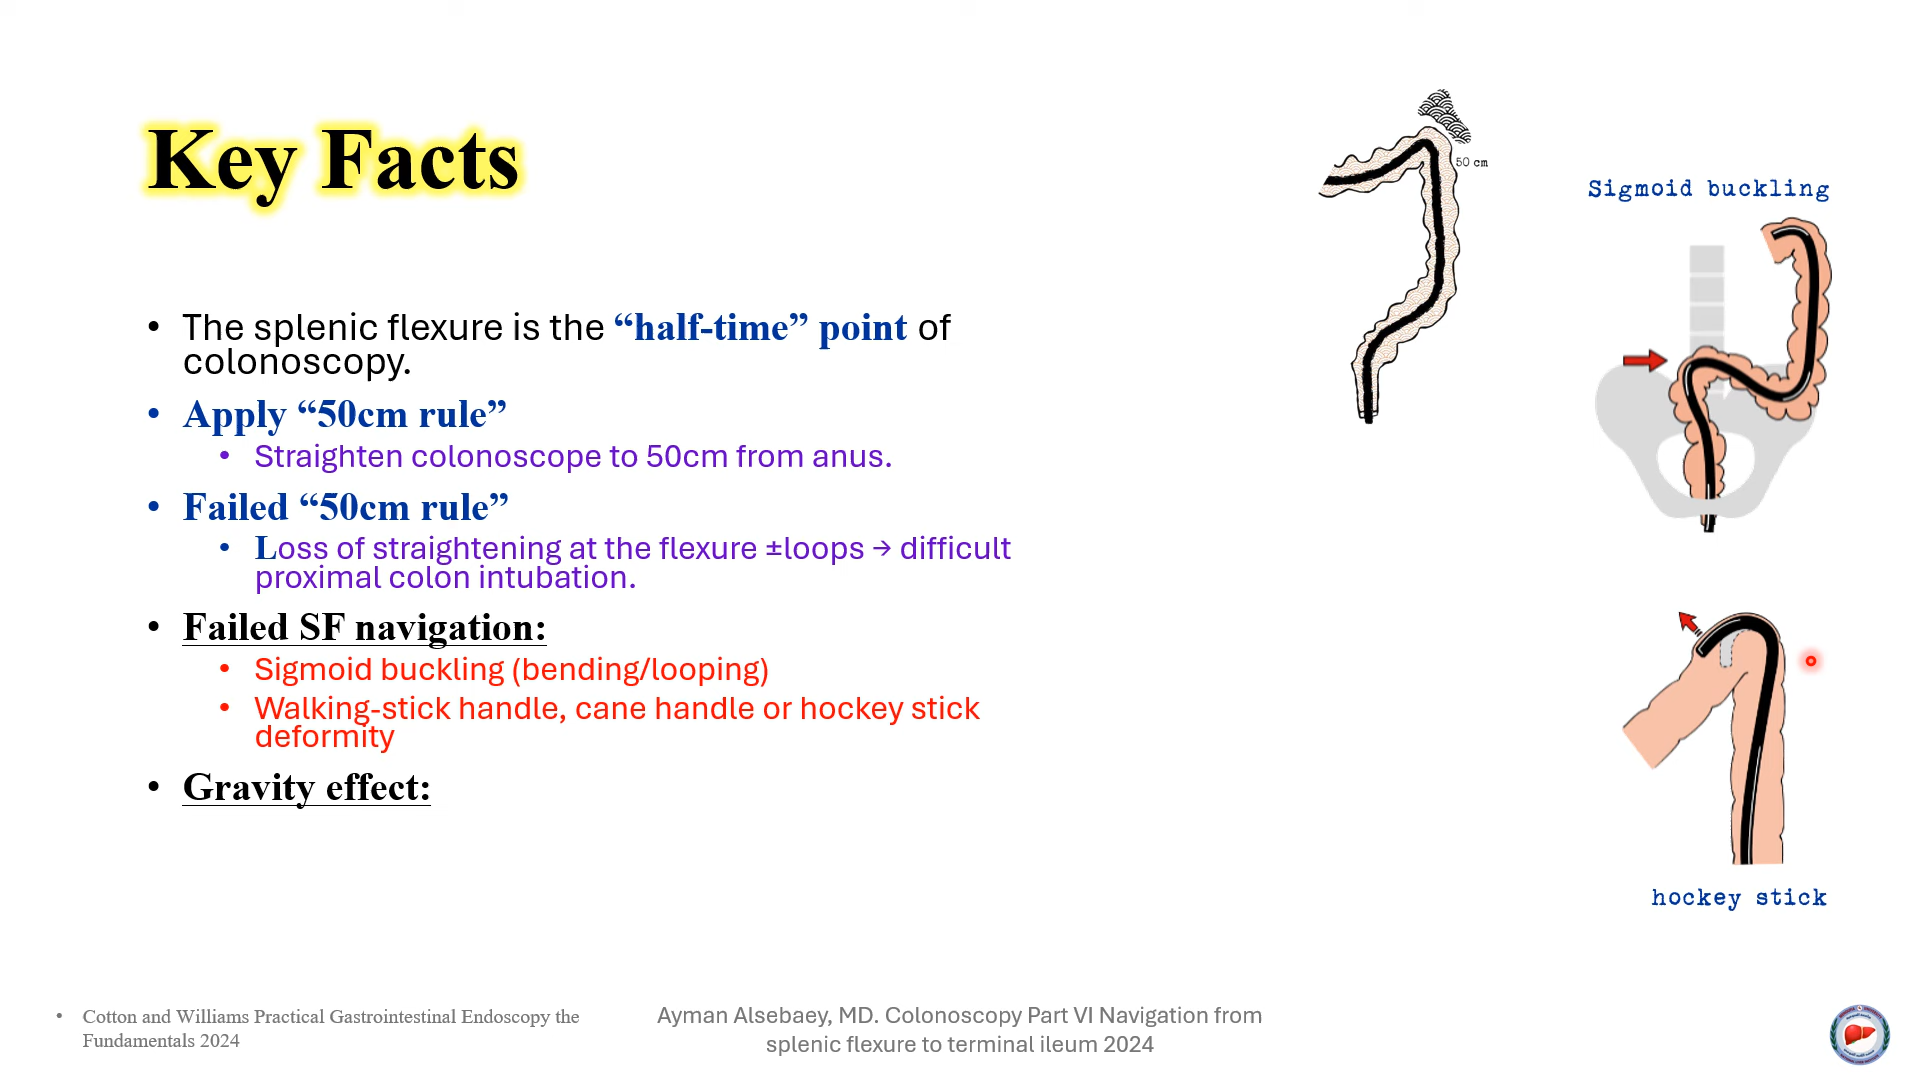 Key Facts
50 cm
Sigmoid buckling
• The splenic flexure is the “half-time” point of
colonoscopy.
• Apply “50cm rule”
• Straighten colonoscope to 50cm from anus.
• Failed “50cm rule”
• Loss of straightening at the flexure ±loops → difficult
proximal colon intubation.
• Failed SF navigation:
• Sigmoid buckling (bending/looping)
• Walking-stick handle, cane handle or hockey stick
deformity
• Gravity effect:
hockey stick
• Cotton and Williams Practical Gastrointestinal Endoscopy the
Fundamentals 2024
Ayman Alsebaey, MD. Colonoscopy Part VI Navigation from
splenic flexure to terminal ileum 2024